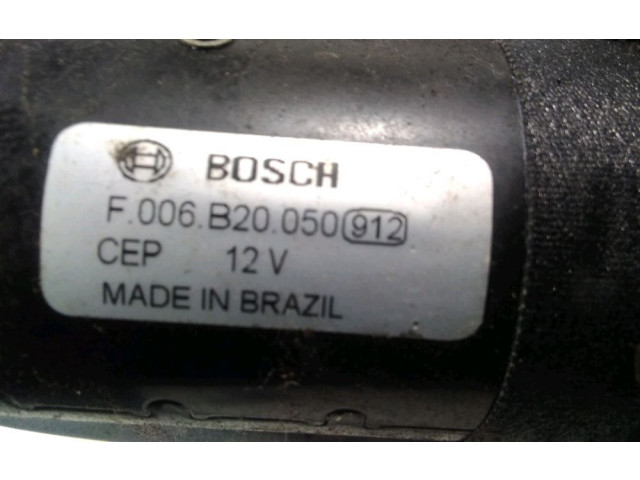 BOSCH
F.006.B20.050 912
CEP 12 V
MADE IN BRAZIL